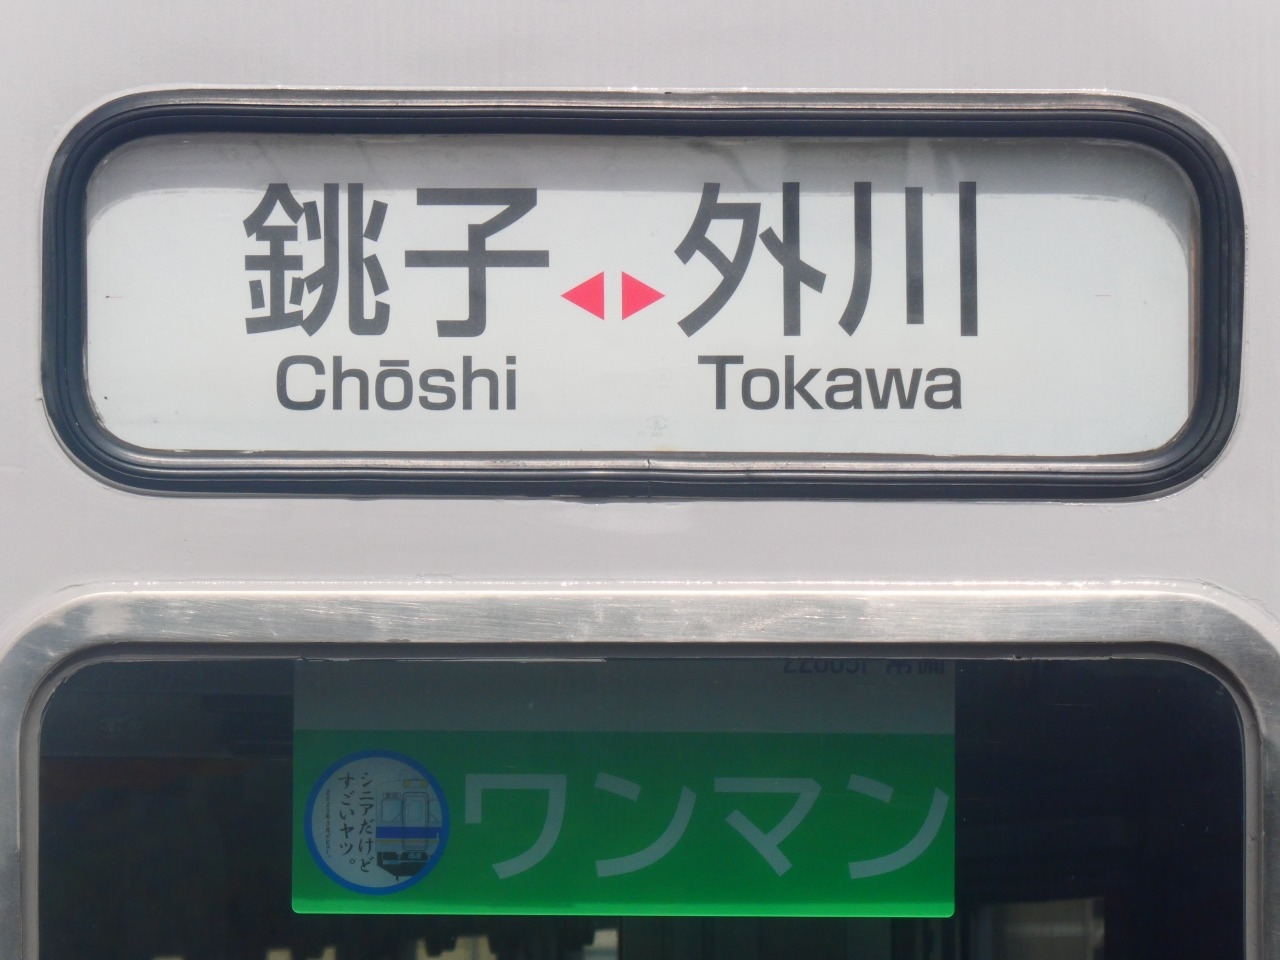 銚子 ◀▶ 外川
Chōshi Tokawa
ワンマン
シニアだけど
すごいヤツ。